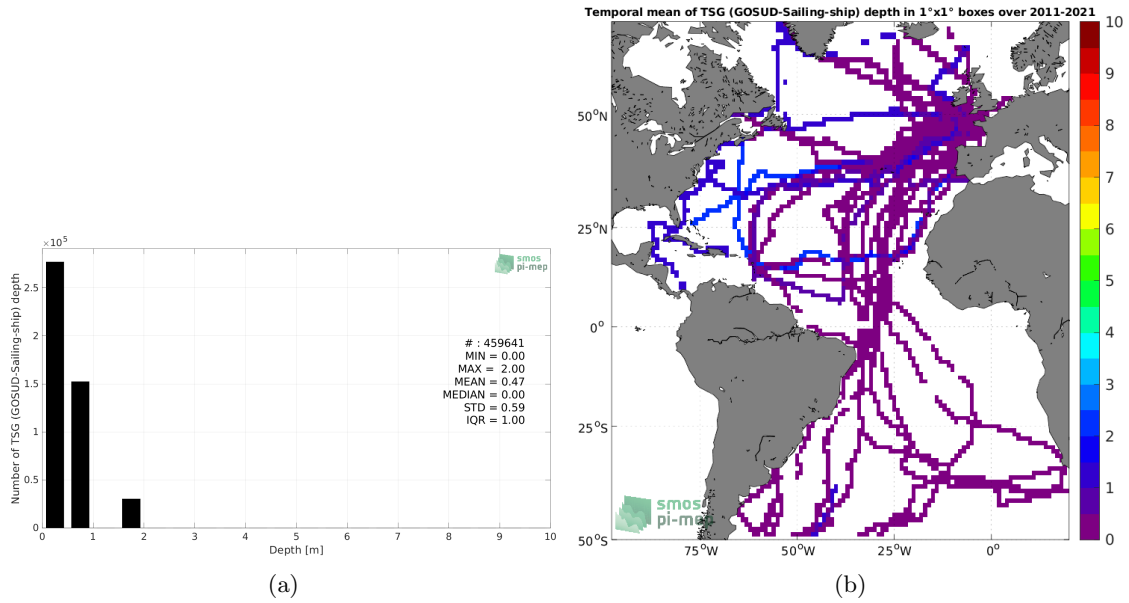 ×10⁵
2.5
2
1.5
1
0.5
0
Number of TSG (GOSUD-Sailing-ship) depth
smos
pi-mep
# : 459641
MIN = 0.00
MAX = 2.00
MEAN = 0.47
MEDIAN = 0.00
STD = 0.59
IQR = 1.00
0 1 2 3 4 5 6 7 8 9 10
Depth [m]
(a)
Temporal mean of TSG (GOSUD-Sailing-ship) depth in 1°x1° boxes over 2011-2021
50°N
25°N
0°
25°S
50°S
75°W 50°W 25°W 0°
smos
pi-mep
10
9
8
7
6
5
4
3
2
1
0
(b)